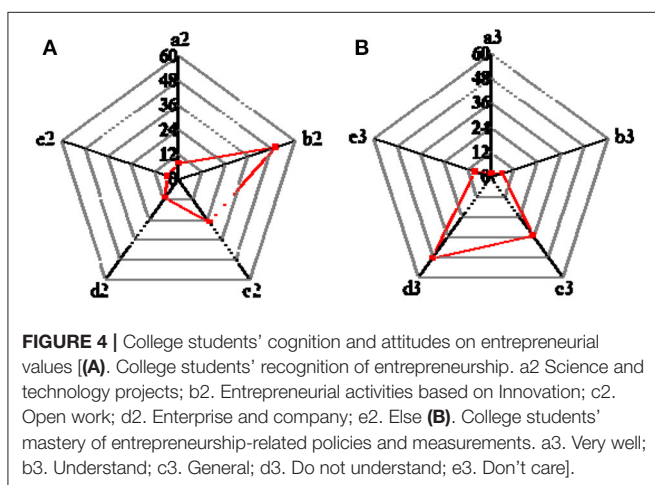 A
a2
60
48
36
24
12
0
b2
c2
d2
e2
B
a3
60
48
36
24
12
0
b3
c3
d3
e3
FIGURE 4 | College students' cognition and attitudes on entrepreneurial
values [(A). College students' recognition of entrepreneurship. a2 Science and
technology projects; b2. Entrepreneurial activities based on Innovation; c2.
Open work; d2. Enterprise and company; e2. Else (B). College students'
mastery of entrepreneurship-related policies and measurements. a3. Very well;
b3. Understand; c3. General; d3. Do not understand; e3. Don't care].